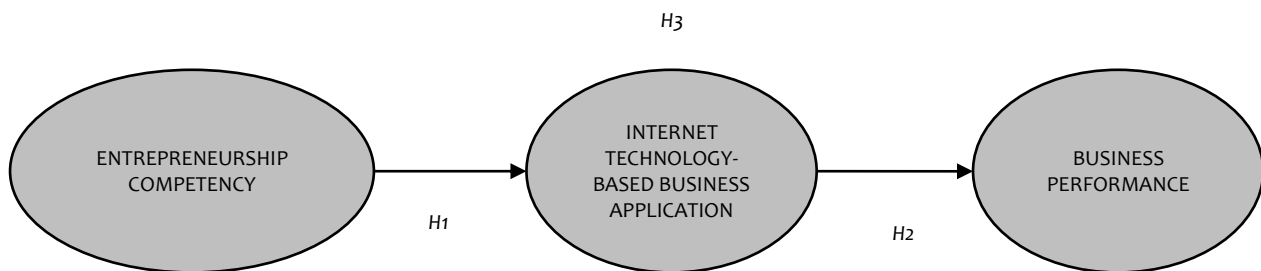 H3
ENTREPRENEURSHIP
COMPETENCY
INTERNET
TECHNOLOGY-
BASED BUSINESS
APPLICATION
BUSINESS
PERFORMANCE
H1
H2